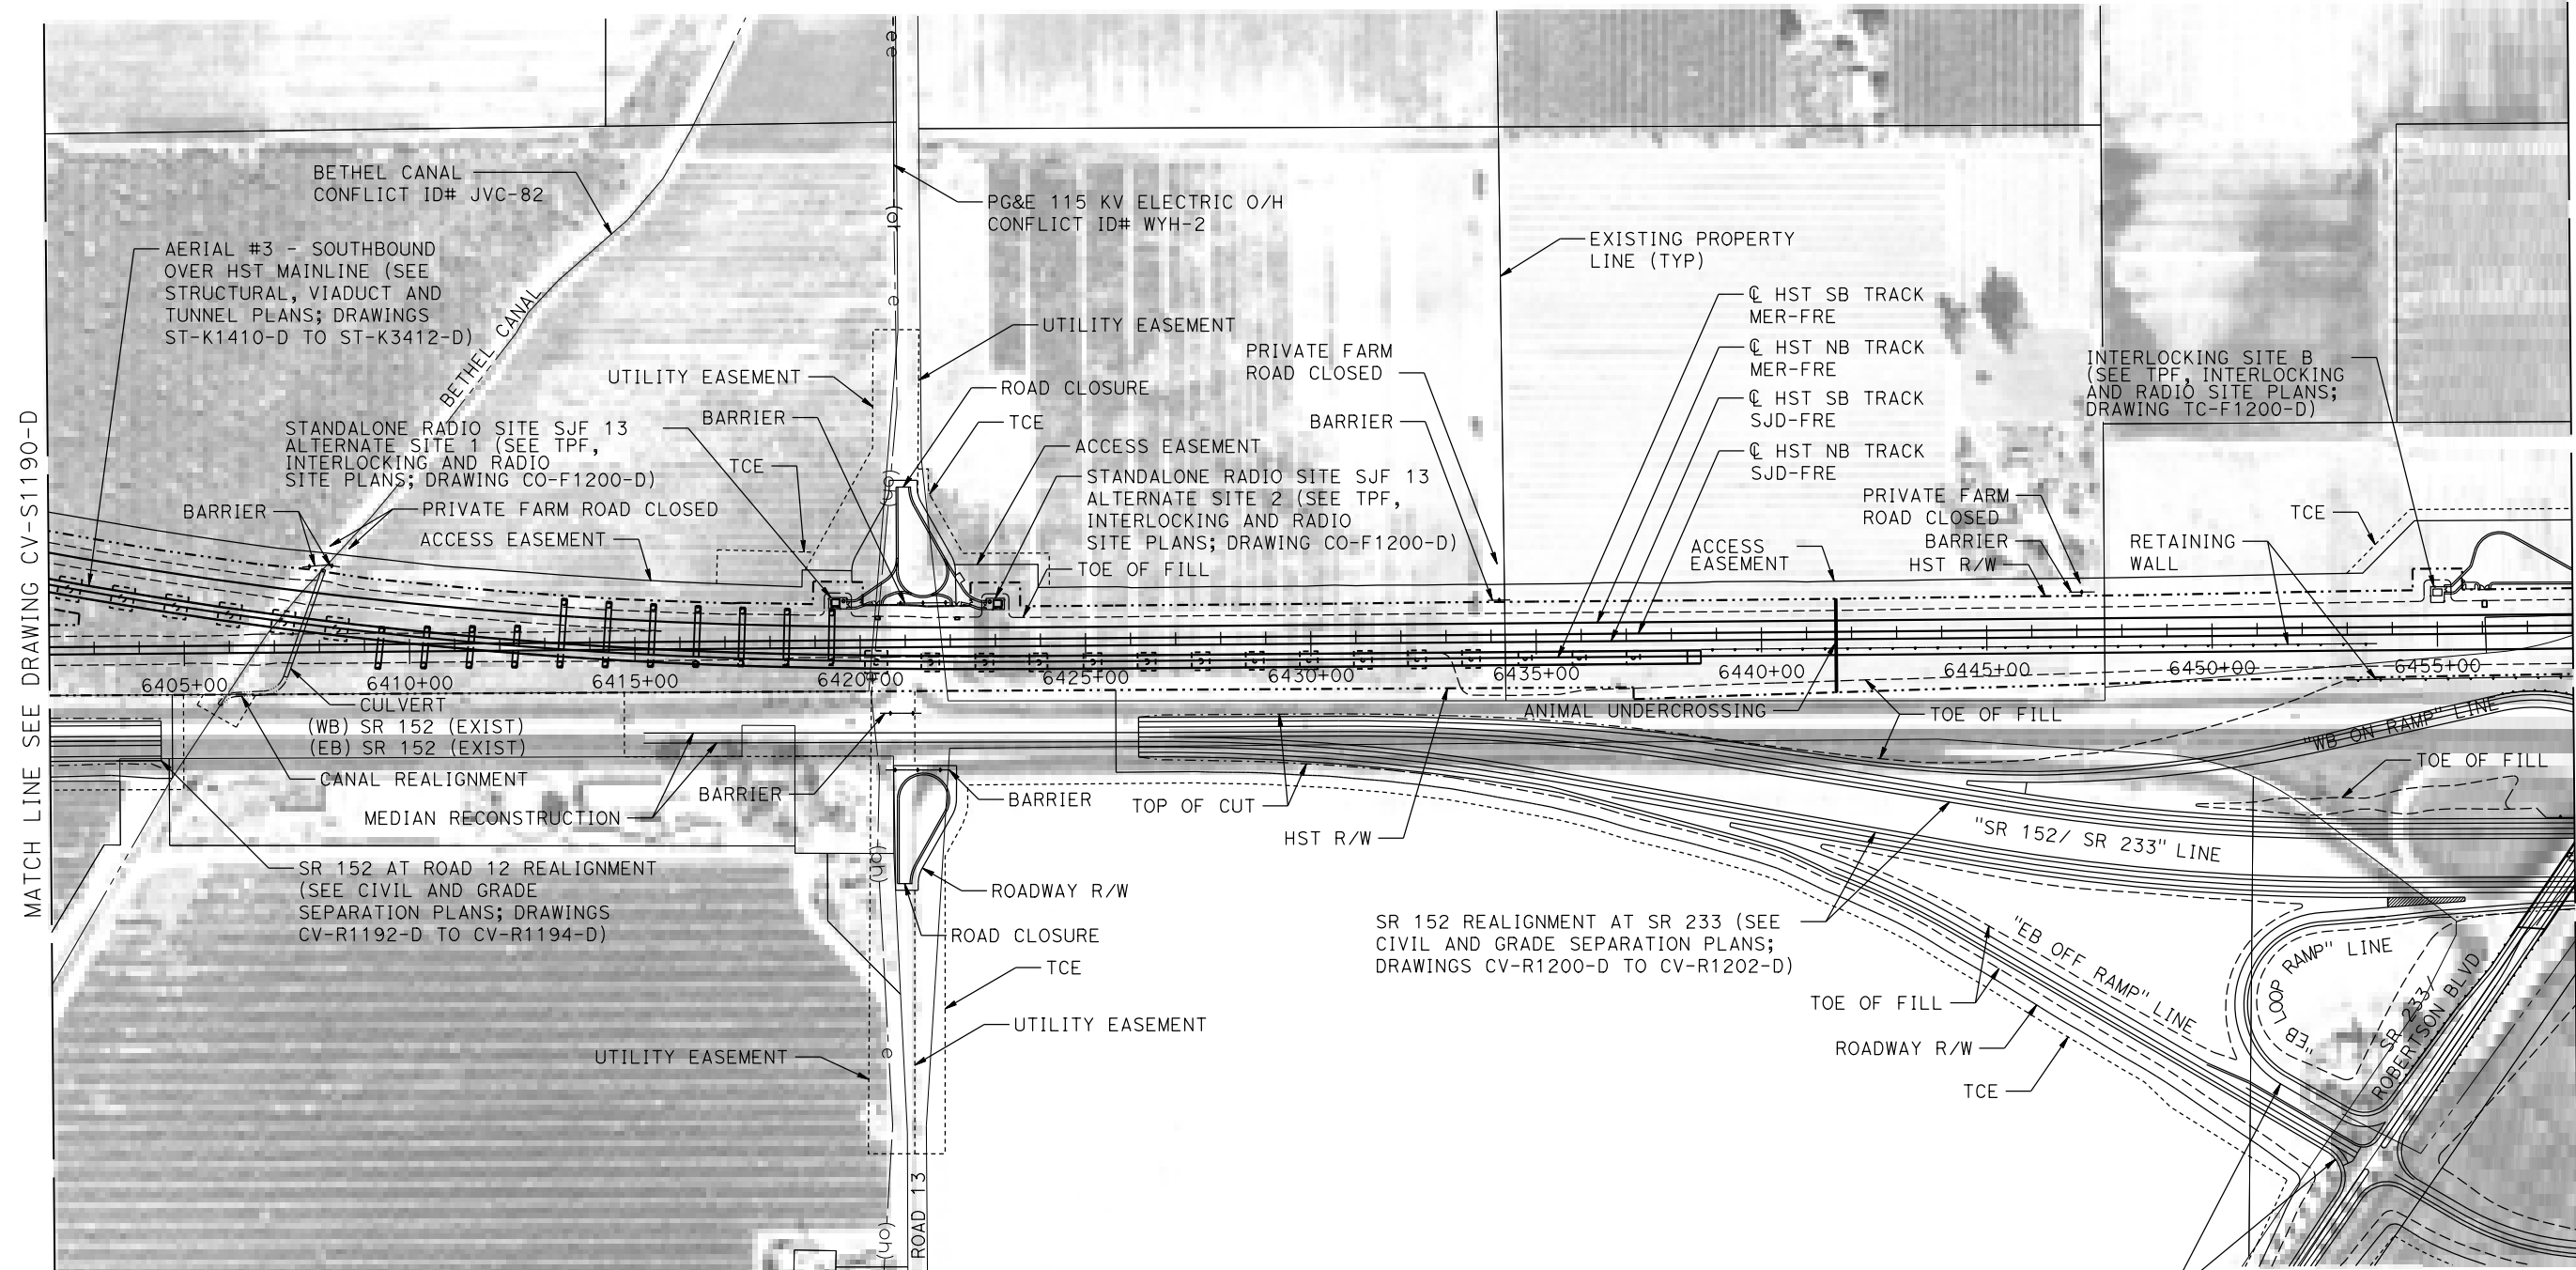 MATCH LINE SEE DRAWING CV-S1190-D
BETHEL CANAL
CONFLICT ID# JVC-82
AERIAL #3 - SOUTHBOUND
OVER HST MAINLINE (SEE
STRUCTURAL, VIADUCT AND
TUNNEL PLANS; DRAWINGS
ST-K1410-D TO ST-K3412-D)
BETHEL CANAL
PG&E 115 KV ELECTRIC O/H
CONFLICT ID# WYH-2
UTILITY EASEMENT
UTILITY EASEMENT
ROAD CLOSURE
BARRIER
TCE
TCE
ACCESS EASEMENT
STANDALONE RADIO SITE SJF 13
ALTERNATE SITE 1 (SEE TPF,
INTERLOCKING AND RADIO
SITE PLANS; DRAWING CO-F1200-D)
STANDALONE RADIO SITE SJF 13
ALTERNATE SITE 2 (SEE TPF,
INTERLOCKING AND RADIO
SITE PLANS; DRAWING CO-F1200-D)
BARRIER
PRIVATE FARM ROAD CLOSED
ACCESS EASEMENT
TOE OF FILL
PRIVATE FARM
ROAD CLOSED
BARRIER
EXISTING PROPERTY
LINE (TYP)
℄ HST SB TRACK
MER-FRE
℄ HST NB TRACK
MER-FRE
℄ HST SB TRACK
SJD-FRE
℄ HST NB TRACK
SJD-FRE
INTERLOCKING SITE B
(SEE TPF, INTERLOCKING
AND RADIO SITE PLANS;
DRAWING TC-F1200-D)
PRIVATE FARM
ROAD CLOSED
BARRIER
HST R/W
ACCESS
EASEMENT
TCE
RETAINING
WALL
6405+00
6410+00
6415+00
6420+00
6425+00
6430+00
6435+00
6440+00
6445+00
6450+00
6455+00
CULVERT
(WB) SR 152 (EXIST)
(EB) SR 152 (EXIST)
CANAL REALIGNMENT
MEDIAN RECONSTRUCTION
BARRIER
BARRIER
TOP OF CUT
HST R/W
ANIMAL UNDERCROSSING
TOE OF FILL
"WB ON RAMP" LINE
TOE OF FILL
"SR 152/ SR 233" LINE
SR 152 AT ROAD 12 REALIGNMENT
(SEE CIVIL AND GRADE
SEPARATION PLANS; DRAWINGS
CV-R1192-D TO CV-R1194-D)
ROADWAY R/W
ROAD CLOSURE
TCE
UTILITY EASEMENT
UTILITY EASEMENT
SR 152 REALIGNMENT AT SR 233 (SEE
CIVIL AND GRADE SEPARATION PLANS;
DRAWINGS CV-R1200-D TO CV-R1202-D)
"EB OFF RAMP" LINE
TOE OF FILL
ROADWAY R/W
TCE
"EB LOOP RAMP" LINE
SR 233/
ROBERTSON BLVD
ROAD 13
(oh)
(oh)
(oh)
e
e